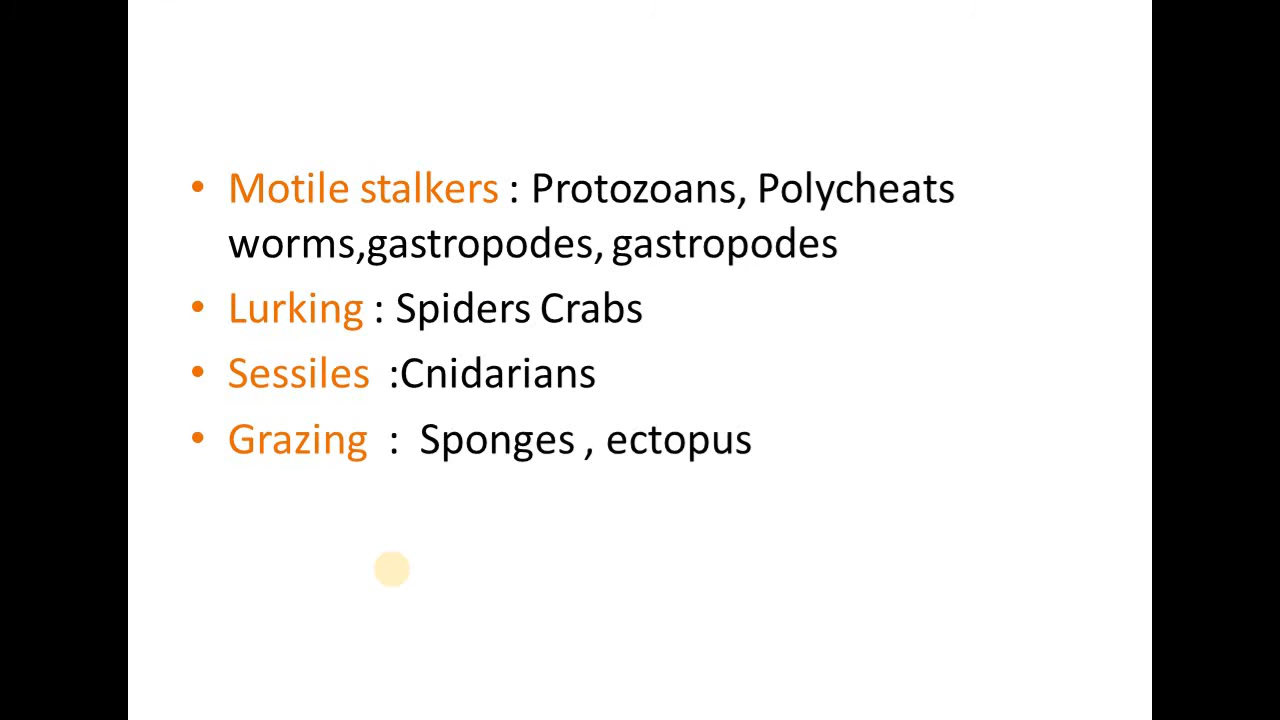 • Motile stalkers : Protozoans, Polycheats
worms,gastropodes, gastropodes
• Lurking : Spiders Crabs
• Sessiles :Cnidarians
• Grazing : Sponges , ectopus